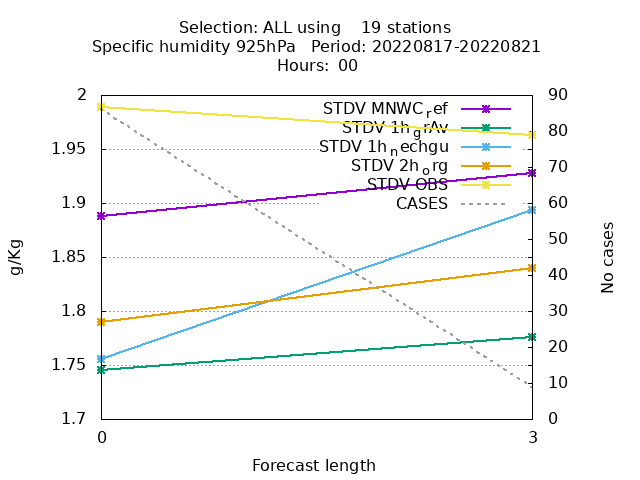 Selection: ALL using    19 stations
Specific humidity 925hPa   Period: 20220817-20220821
Hours: 00
2
1.95
1.9
1.85
1.8
1.75
1.7
g/Kg
STDV MNWC_ref
STDV 1h_grAv
STDV 1h_nechgu
STDV 2h_org
STDV OBS
CASES
90
80
70
60
50
40
30
20
10
0
No cases
0
3
Forecast length